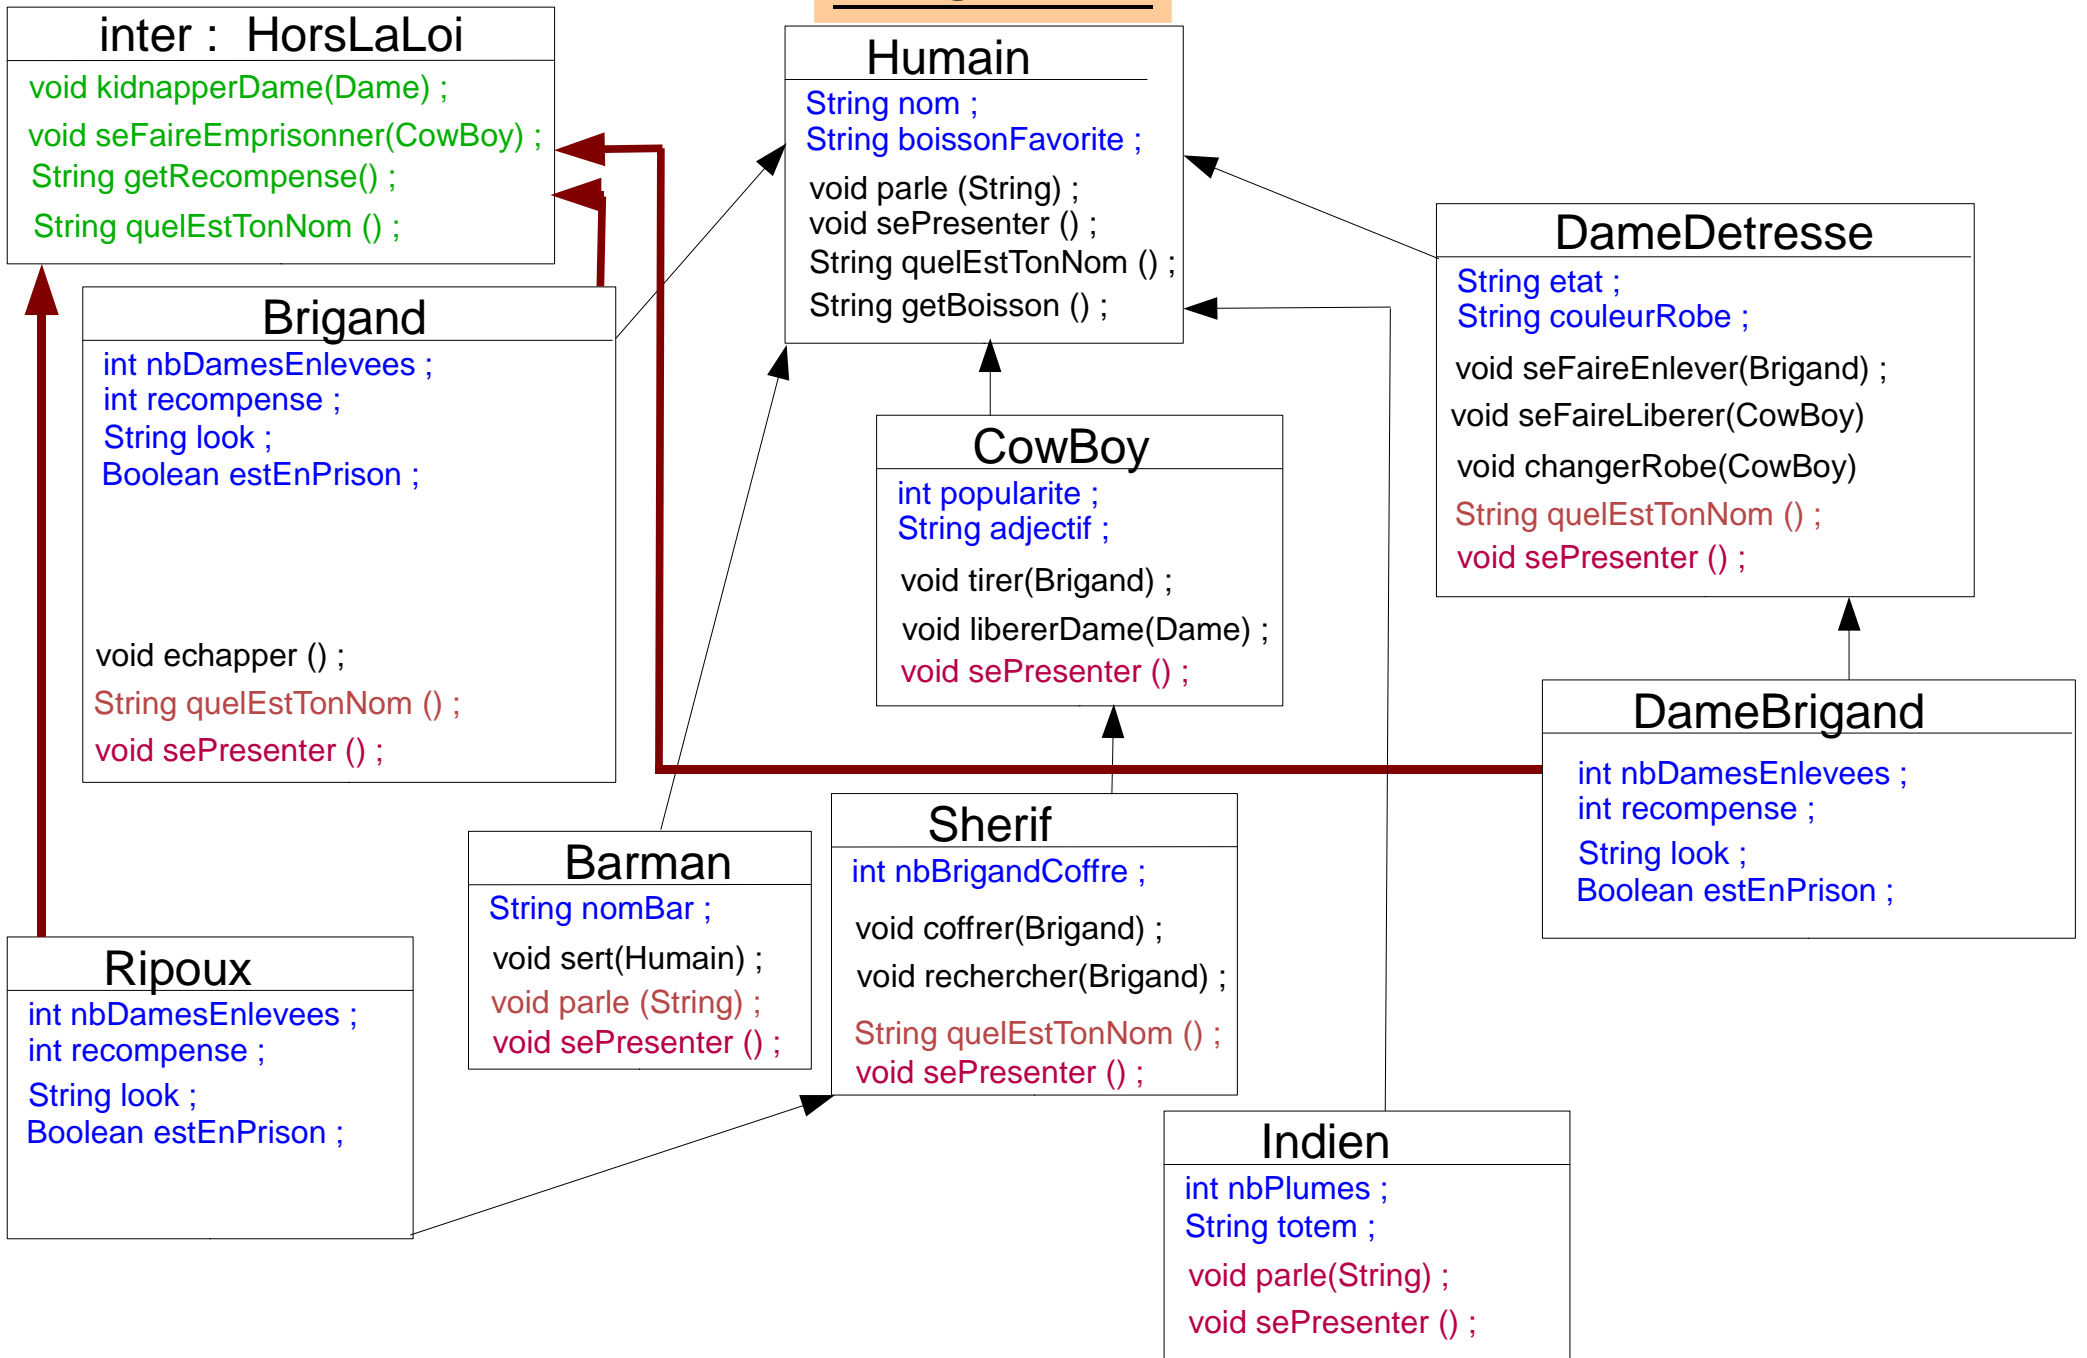 inter : HorsLaLoi
void kidnapperDame(Dame) ;
void seFaireEmprisonner(CowBoy) ;
String getRecompense() ;
String quelEstTonNom () ;
Humain
String nom ;
String boissonFavorite ;
void parle (String) ;
void sePresenter () ;
String quelEstTonNom () ;
String getBoisson () ;
DameDetresse
String etat ;
String couleurRobe ;
void seFaireEnlever(Brigand) ;
void seFaireLiberer(CowBoy)
void changerRobe(CowBoy)
String quelEstTonNom () ;
void sePresenter () ;
Brigand
int nbDamesEnlevees ;
int recompense ;
String look ;
Boolean estEnPrison ;
void echapper () ;
String quelEstTonNom () ;
void sePresenter () ;
CowBoy
int popularite ;
String adjectif ;
void tirer(Brigand) ;
void libererDame(Dame) ;
void sePresenter () ;
DameBrigand
int nbDamesEnlevees ;
int recompense ;
String look ;
Boolean estEnPrison ;
Barman
String nomBar ;
void sert(Humain) ;
void parle (String) ;
void sePresenter () ;
Sherif
int nbBrigandCoffre ;
void coffrer(Brigand) ;
void rechercher(Brigand) ;
String quelEstTonNom () ;
void sePresenter () ;
Ripoux
int nbDamesEnlevees ;
int recompense ;
String look ;
Boolean estEnPrison ;
Indien
int nbPlumes ;
String totem ;
void parle(String) ;
void sePresenter () ;